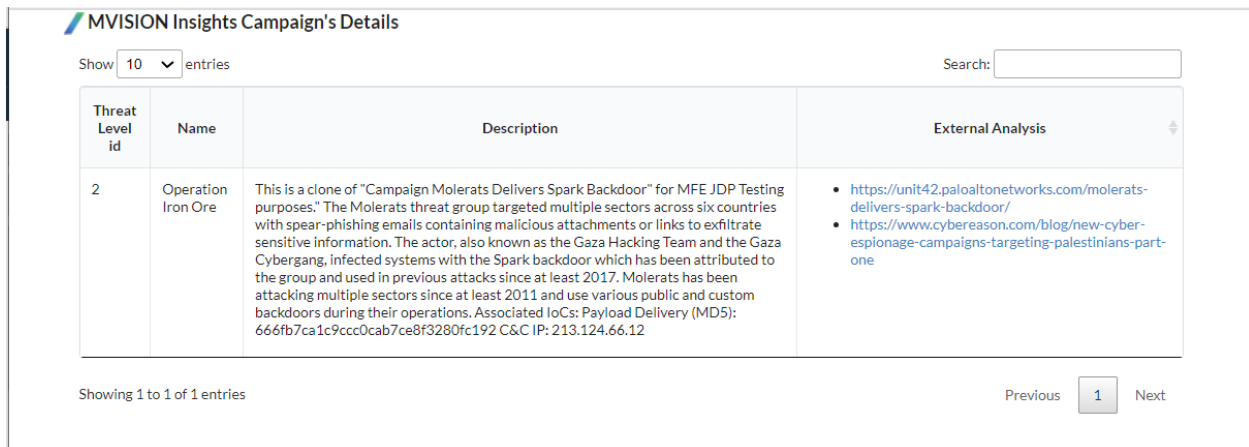 MVISION Insights Campaign's Details
Show 10 entries
Search:
Threat
Level
id
Name
Description
External Analysis
2
Operation
Iron Ore
This is a clone of "Campaign Molerats Delivers Spark Backdoor" for MFE JDP Testing
purposes." The Molerats threat group targeted multiple sectors across six countries
with spear-phishing emails containing malicious attachments or links to exfiltrate
sensitive information. The actor, also known as the Gaza Hacking Team and the Gaza
Cybergang, infected systems with the Spark backdoor which has been attributed to
the group and used in previous attacks since at least 2017. Molerats has been
attacking multiple sectors since at least 2011 and use various public and custom
backdoors during their operations. Associated IoCs: Payload Delivery (MD5):
666fb7ca1c9ccc0cab7ce8f3280fc192 C&C IP: 213.124.66.12
https://unit42.paloaltonetworks.com/molerats-
delivers-spark-backdoor/
https://www.cybereason.com/blog/new-cyber-
espionage-campaigns-targeting-palestinians-part-
one
Showing 1 to 1 of 1 entries
Previous 1 Next